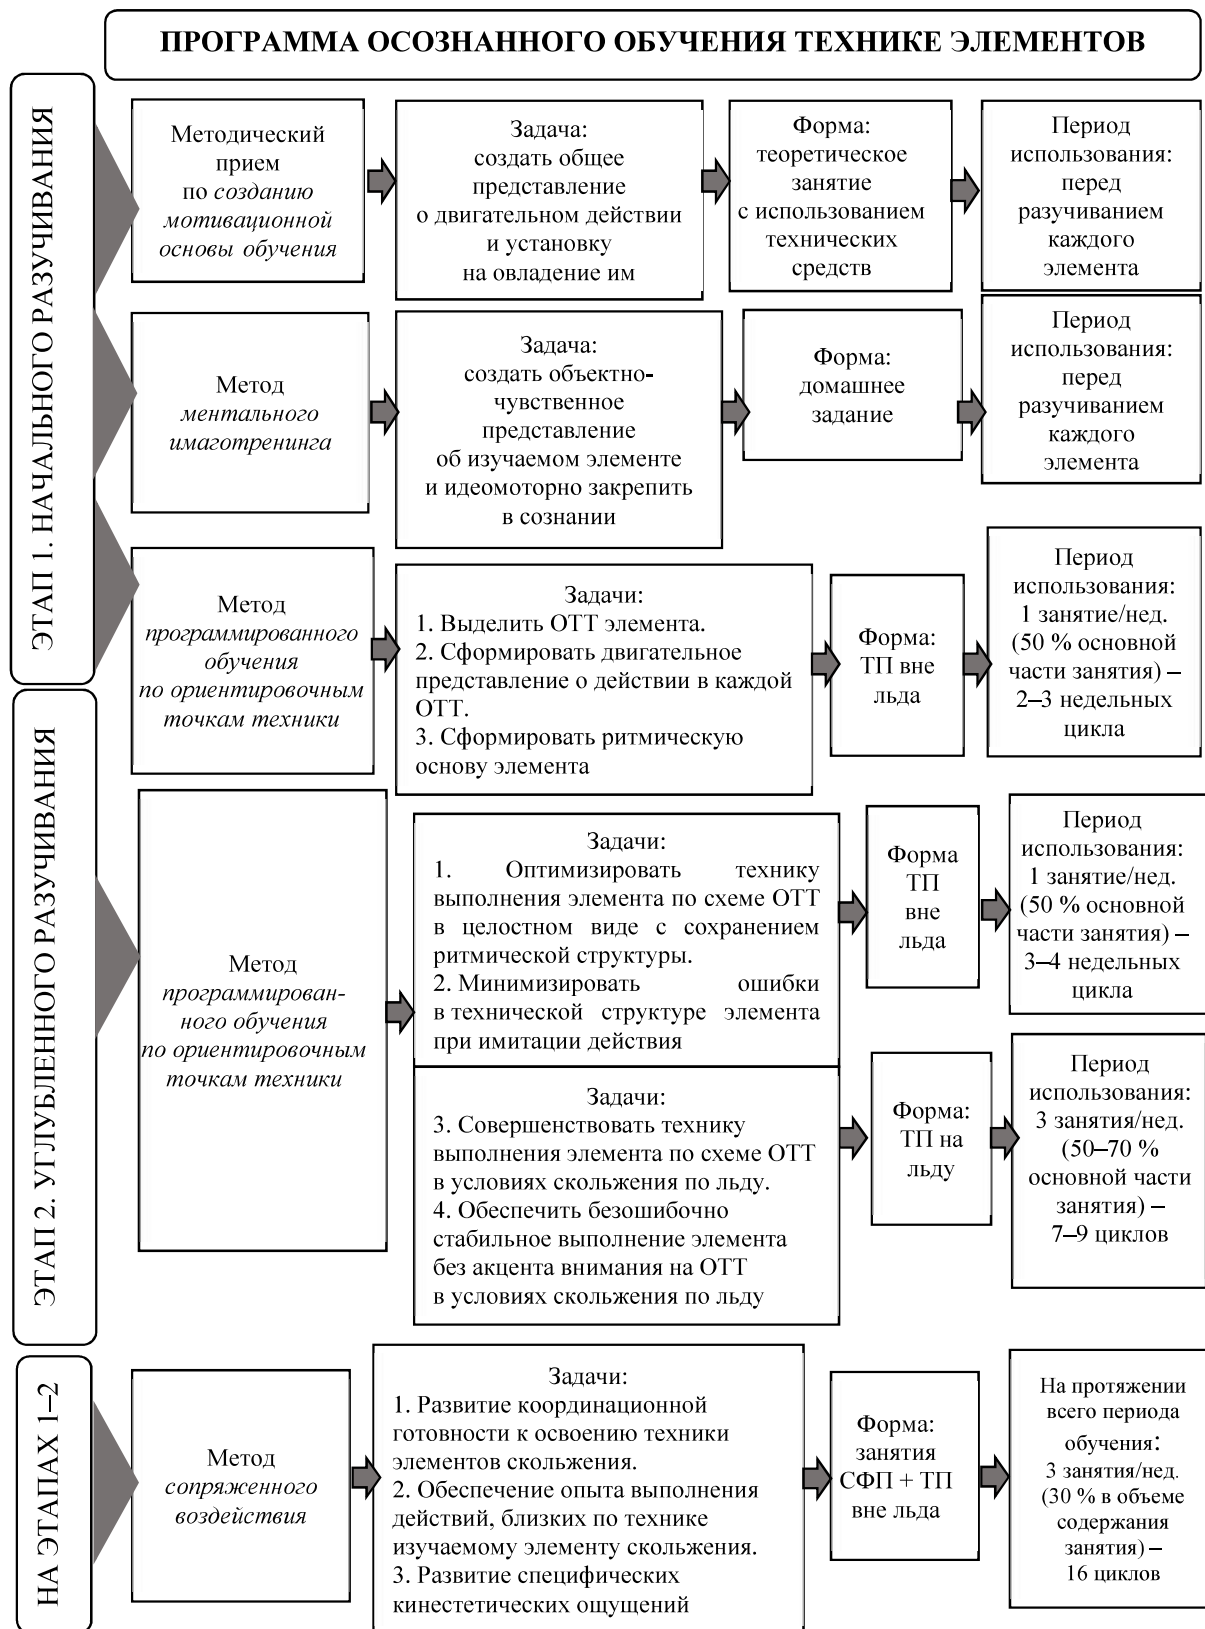 ПРОГРАММА ОСОЗНАННОГО ОБУЧЕНИЯ ТЕХНИКЕ ЭЛЕМЕНТОВ
ЭТАП 1. НАЧАЛЬНОГО РАЗУЧИВАНИЯ
Методический
прием
по созданию
мотивационной
основы обучения
Задача:
создать общее
представление
о двигательном действии
и установку
на овладение им
Форма:
теоретическое
занятие
с использованием
технических
средств
Период
использования:
перед
разучиванием
каждого
элемента
Метод
ментального
имаготренинга
Задача:
создать объектно-
чувственное
представление
об изучаемом элементе
и идеомоторно закрепить
в сознании
Форма:
домашнее
задание
Период
использования:
перед
разучиванием
каждого
элемента
Метод
программированного
обучения
по ориентировочным
точкам техники
Задачи:
1. Выделить ОТТ элемента.
2. Сформировать двигательное
представление о действии в каждой
ОТТ.
3. Сформировать ритмическую
основу элемента
Форма:
ТП вне
льда
Период
использования:
1 занятие/нед.
(50 % основной
части занятия) –
2–3 недельных
цикла
ЭТАП 2. УГЛУБЛЕННОГО РАЗУЧИВАНИЯ
Метод
программирован-
ного обучения
по ориентировочным
точкам техники
Задачи:
1. Оптимизировать технику
выполнения элемента по схеме ОТТ
в целостном виде с сохранением
ритмической структуры.
2. Минимизировать ошибки
в технической структуре элемента
при имитации действия
Форма
ТП
вне
льда
Период
использования:
1 занятие/нед.
(50 % основной
части занятия) –
3–4 недельных
цикла
Задачи:
3. Совершенствовать технику
выполнения элемента по схеме ОТТ
в условиях скольжения по льду.
4. Обеспечить безошибочно
стабильное выполнение элемента
без акцента внимания на ОТТ
в условиях скольжения по льду
Форма:
ТП на
льду
Период
использования:
3 занятия/нед.
(50–70 %
основной части
занятия) –
7–9 циклов
НА ЭТАПАХ 1–2
Метод
сопряженного
воздействия
Задачи:
1. Развитие координационной
готовности к освоению техники
элементов скольжения.
2. Обеспечение опыта выполнения
действий, близких по технике
изучаемому элементу скольжения.
3. Развитие специфических
кинестетических ощущений
Форма:
занятия
СФП + ТП
вне льда
На протяжении
всего периода
обучения:
3 занятия/нед.
(30 % в объеме
содержания
занятия) –
16 циклов